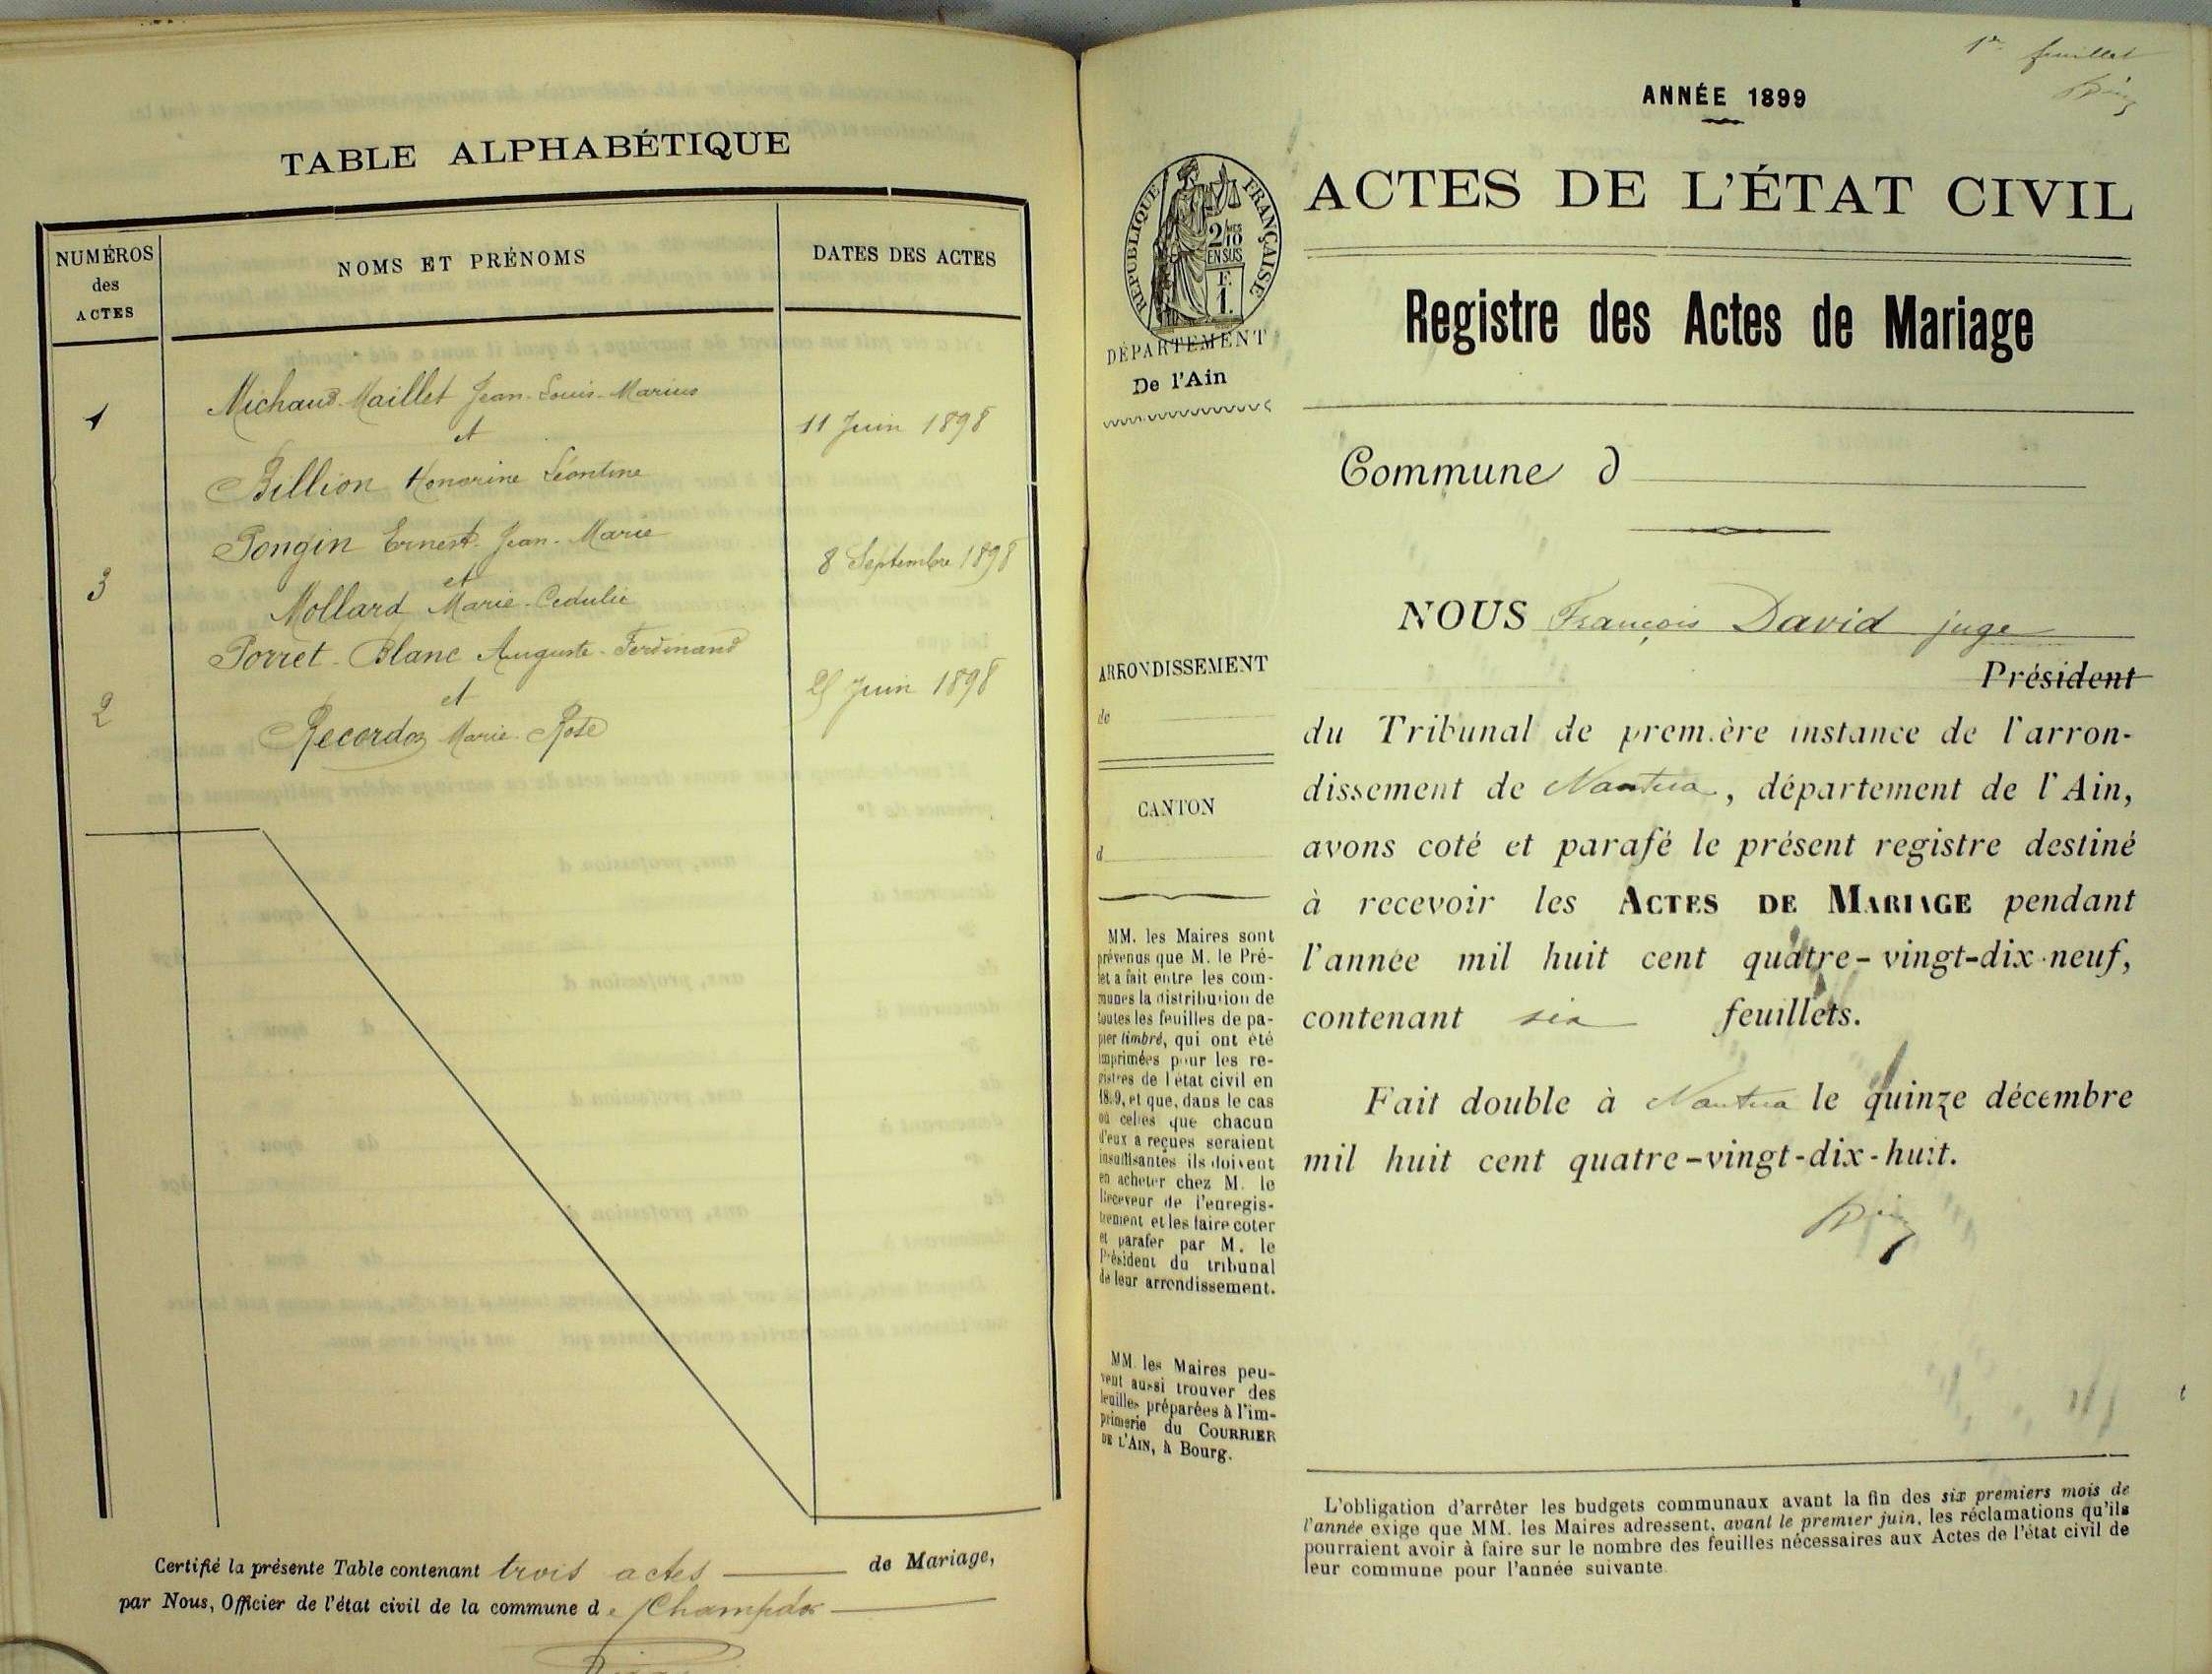 TABLE ALPHABÉTIQUE
NUMÉROS
des
ACTES
NOMS ET PRÉNOMS
DATES DES ACTES
1
Michaud-Maillet Jean-Louis-Marius
et
Billion Honorine Léontine
11 Juin 1898
3
Pongin Ernest-Jean-Marie
et
Mollard Marie-Cedulie
8 Septembre 1898
2
Porret-Blanc Auguste-Ferdinand
et
Recordon Marie-Rose
25 Juin 1898
Certifié la présente Table contenant trois actes de Mariage,
par Nous, Officier de l'état civil de la commune de Champdor
1er feuillet
ANNÉE 1899
RÉPUBLIQUE FRANÇAISE
2/10
EN SUS
F.
1.
ACTES DE L'ÉTAT CIVIL
Registre des Actes de Mariage
DÉPARTEMENT
De l'Ain
Commune d
NOUS François David juge
Président
du Tribunal de première instance de l'arron-
dissement de Nantua, département de l'Ain,
avons coté et parafé le présent registre destiné
à recevoir les ACTES DE MARIAGE pendant
l'année mil huit cent quatre-vingt-dix-neuf,
contenant six feuillets.
Fait double à Nantua le quinze décembre
mil huit cent quatre-vingt-dix-huit.
ARRONDISSEMENT
de
CANTON
d
MM. les Maires sont
prévenus que M. le Pré-
fet a fait entre les com-
munes la distribution de
toutes les feuilles de pa-
pier timbré, qui ont été
imprimées pour les re-
gistres de l'état civil en
1899, et que, dans le cas
où celles que chacun
d'eux a reçues seraient
insuffisantes ils doivent
en acheter chez M. le
Receveur de l'enregis-
trement et les faire coter
et parafer par M. le
Président du tribunal
de leur arrondissement.
MM. les Maires peu-
vent aussi trouver des
feuilles préparées à l'im-
primerie du COURRIER
DE L'AIN, à Bourg.
L'obligation d'arrêter les budgets communaux avant la fin des six premiers mois de
l'année exige que MM. les Maires adressent, avant le premier juin, les réclamations qu'ils
pourraient avoir à faire sur le nombre des feuilles nécessaires aux Actes de l'état civil de
leur commune pour l'année suivante.